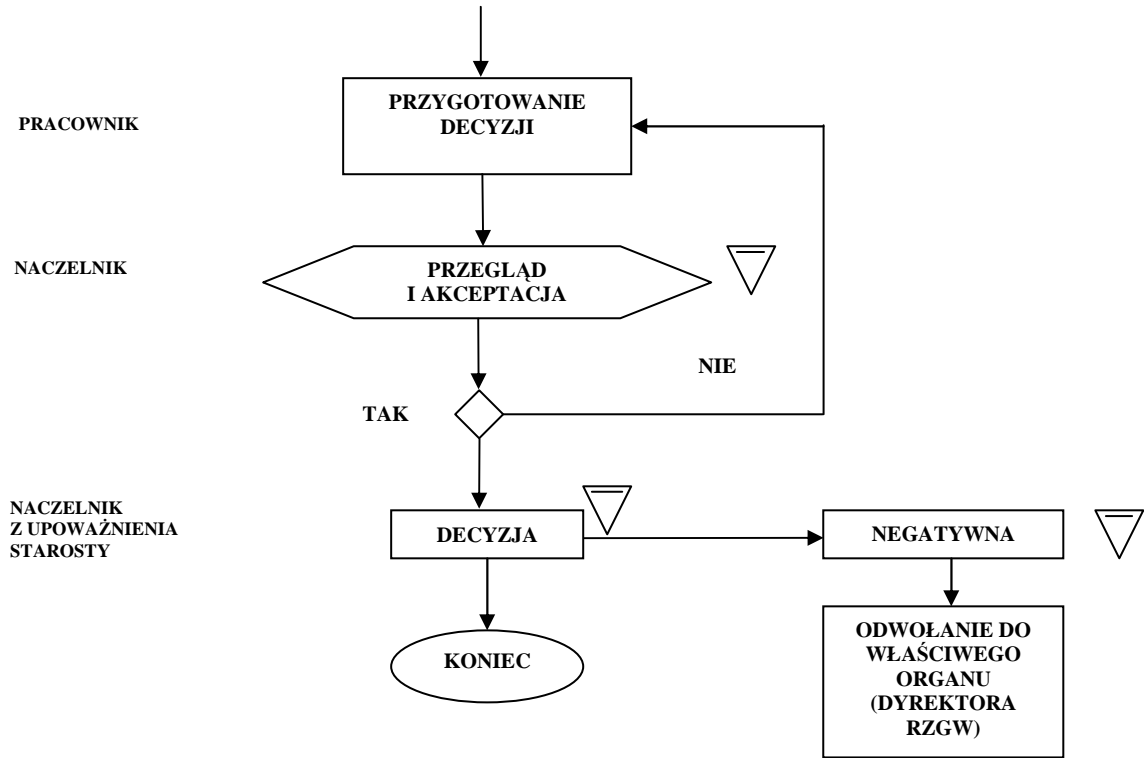 PRACOWNIK
PRZYGOTOWANIE
DECYZJI
NACZELNIK
PRZEGLĄD
I AKCEPTACJA
NIE
TAK
NACZELNIK
Z UPOWAŻNIENIA
STAROSTY
DECYZJA
NEGATYWNA
KONIEC
ODWOŁANIE DO
WŁAŚCIWEGO
ORGANU
(DYREKTORA
RZGW)